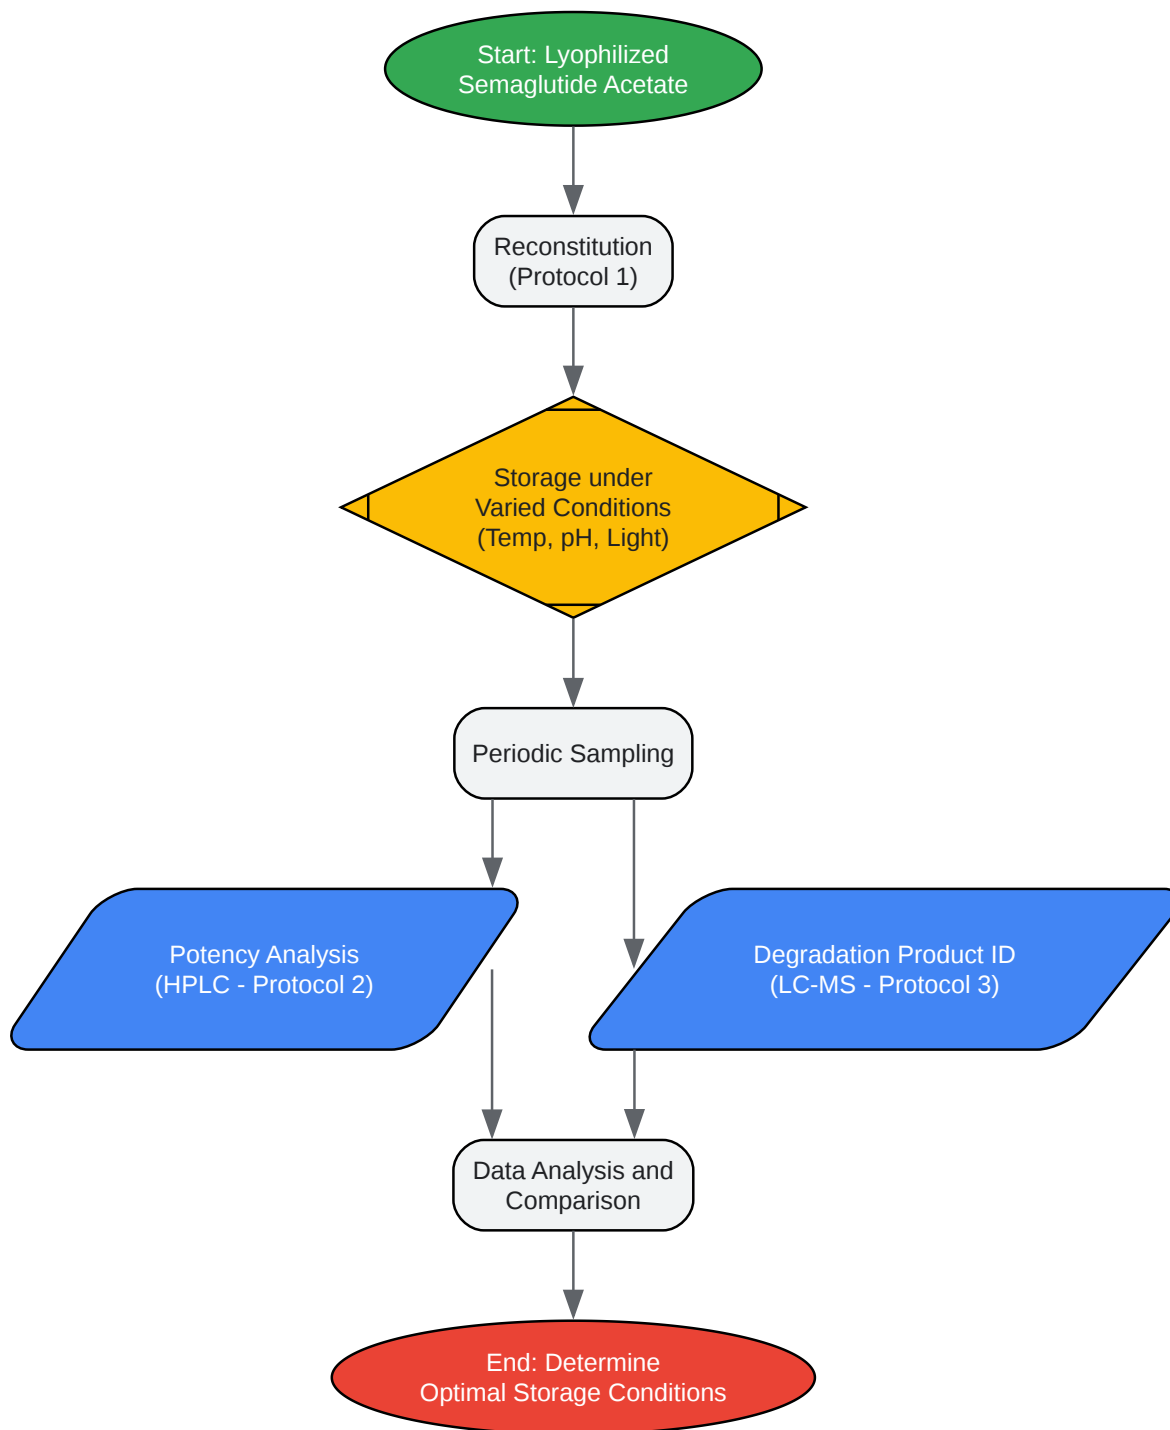 Start: Lyophilized
Semaglutide Acetate
Reconstitution
(Protocol 1)
Storage under
Varied Conditions
(Temp, pH, Light)
Periodic Sampling
Potency Analysis
(HPLC - Protocol 2)
Degradation Product ID
(LC-MS - Protocol 3)
Data Analysis and
Comparison
End: Determine
Optimal Storage Conditions